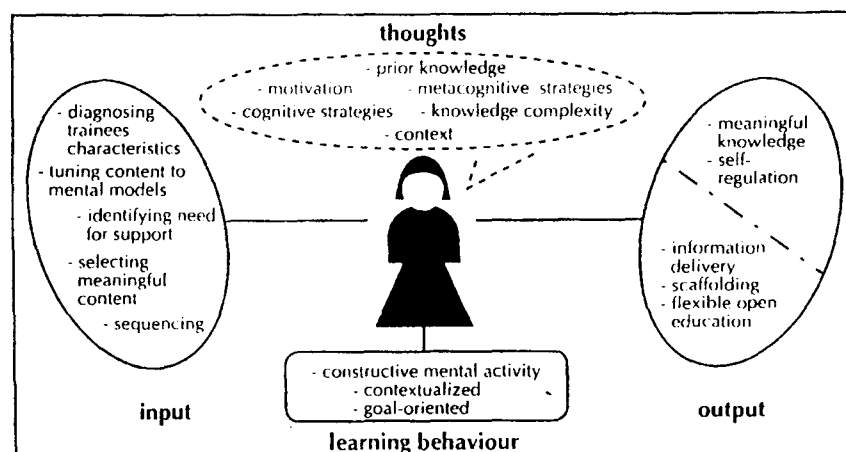 thoughts
- prior knowledge
- motivation - metacognitive strategies
- cognitive strategies - knowledge complexity
- context
- diagnosing
trainees
characteristics
- tuning content to
mental models
- identifying need
for support
- selecting
meaningful
content
- sequencing
input
- constructive mental activity
- contextualized
- goal-oriented
learning behaviour
- meaningful
knowledge
- self-
regulation
- information
delivery
- scaffolding
- flexible open
education
output